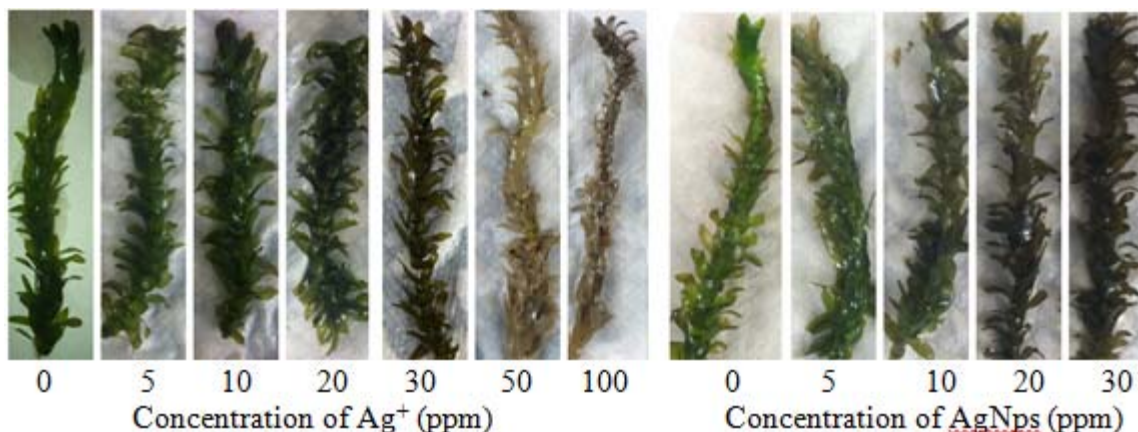 0 5 10 20 30 50 100 0 5 10 20 30
Concentration of Ag⁺ (ppm) Concentration of AgNps (ppm)